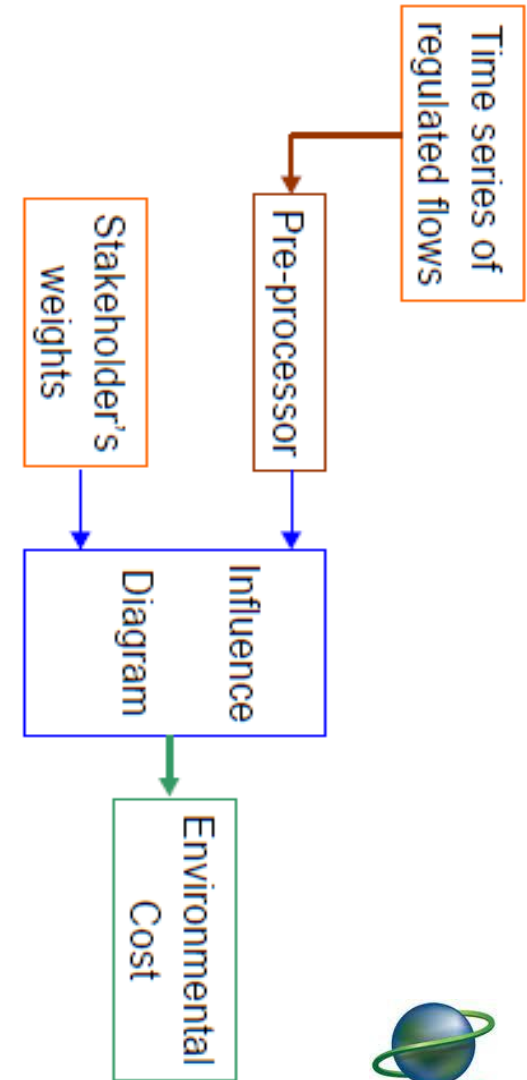 Time series of
regulated flows
Pre-processor
Stakeholder's
weights
Influence
Diagram
Environmental
Cost